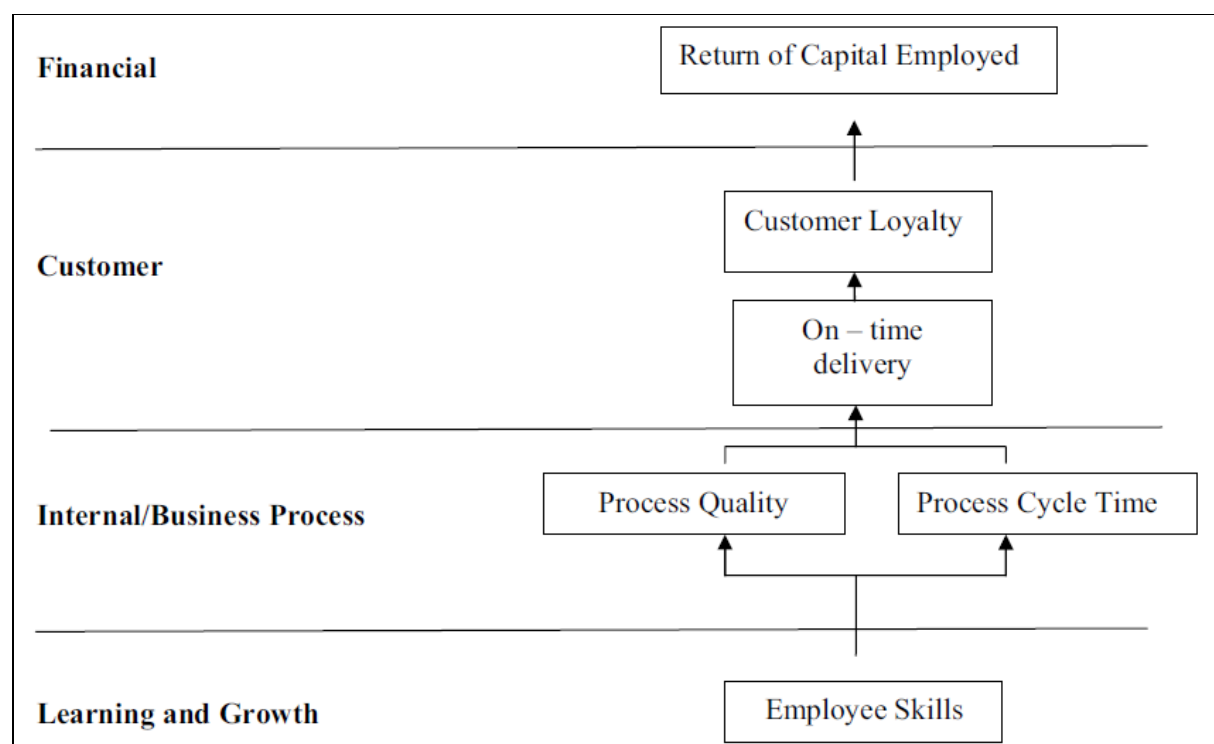 Financial
Return of Capital Employed
Customer
Customer Loyalty
On – time
delivery
Internal/Business Process
Process Quality
Process Cycle Time
Learning and Growth
Employee Skills